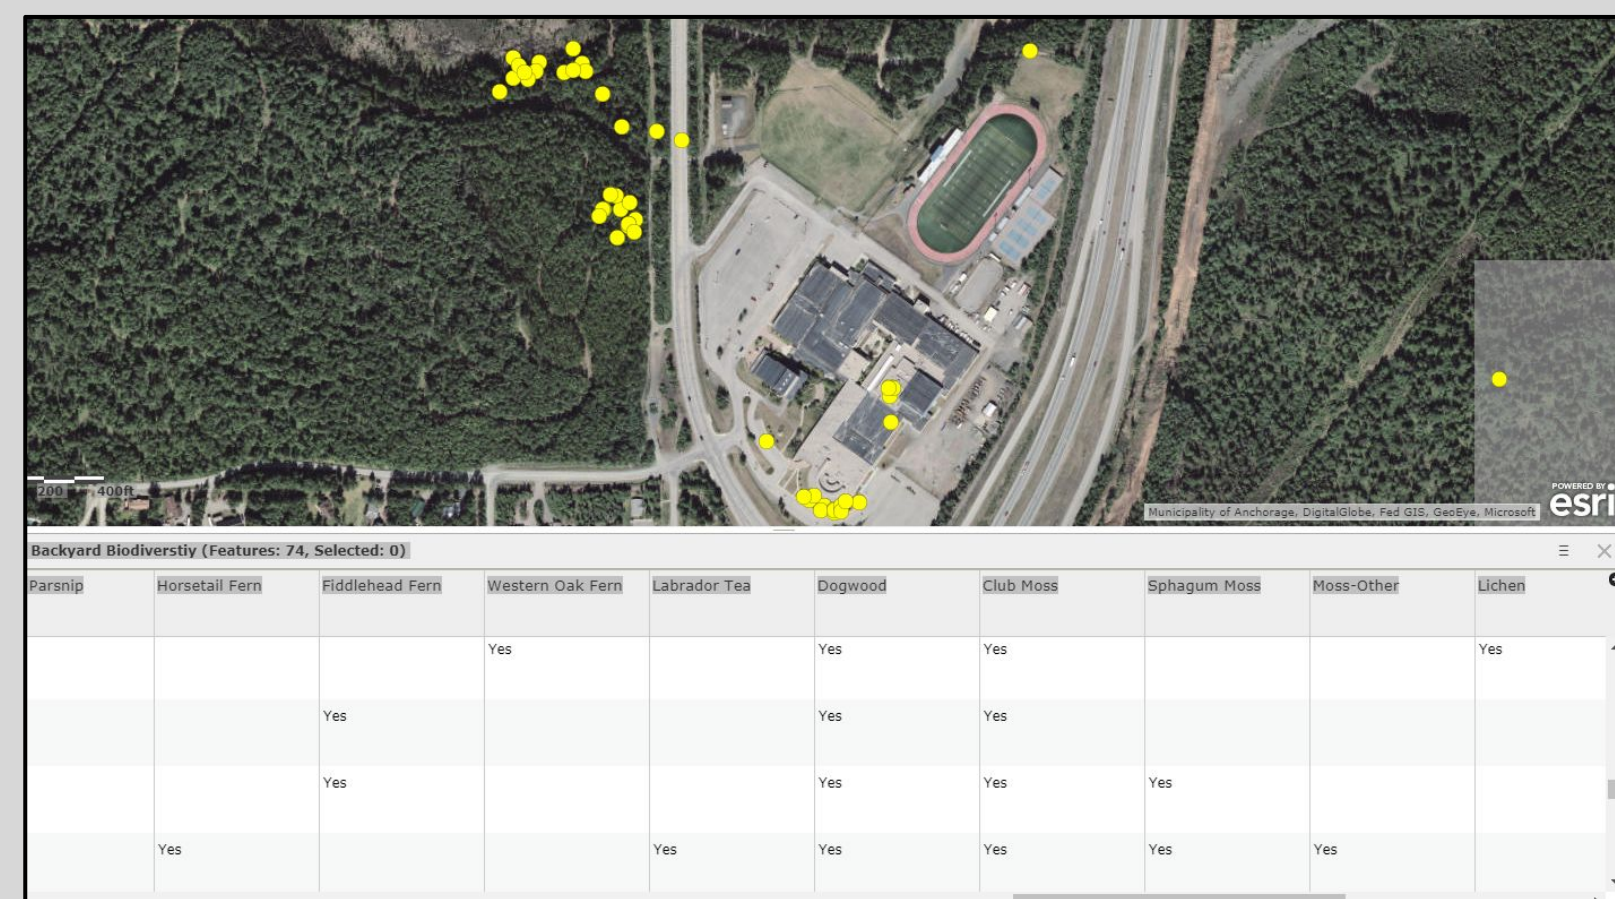 200
400ft
POWERED BY
esri
Municipality of Anchorage, DigitalGlobe, Fed GIS, GeoEye, Microsoft
Backyard Biodiverstiy (Features: 74, Selected: 0)
Parsnip Horsetail Fern Fiddlehead Fern Western Oak Fern Labrador Tea Dogwood Club Moss Sphagum Moss Moss-Other Lichen
Yes Yes Yes Yes
Yes Yes Yes
Yes Yes Yes Yes
Yes Yes Yes Yes Yes Yes